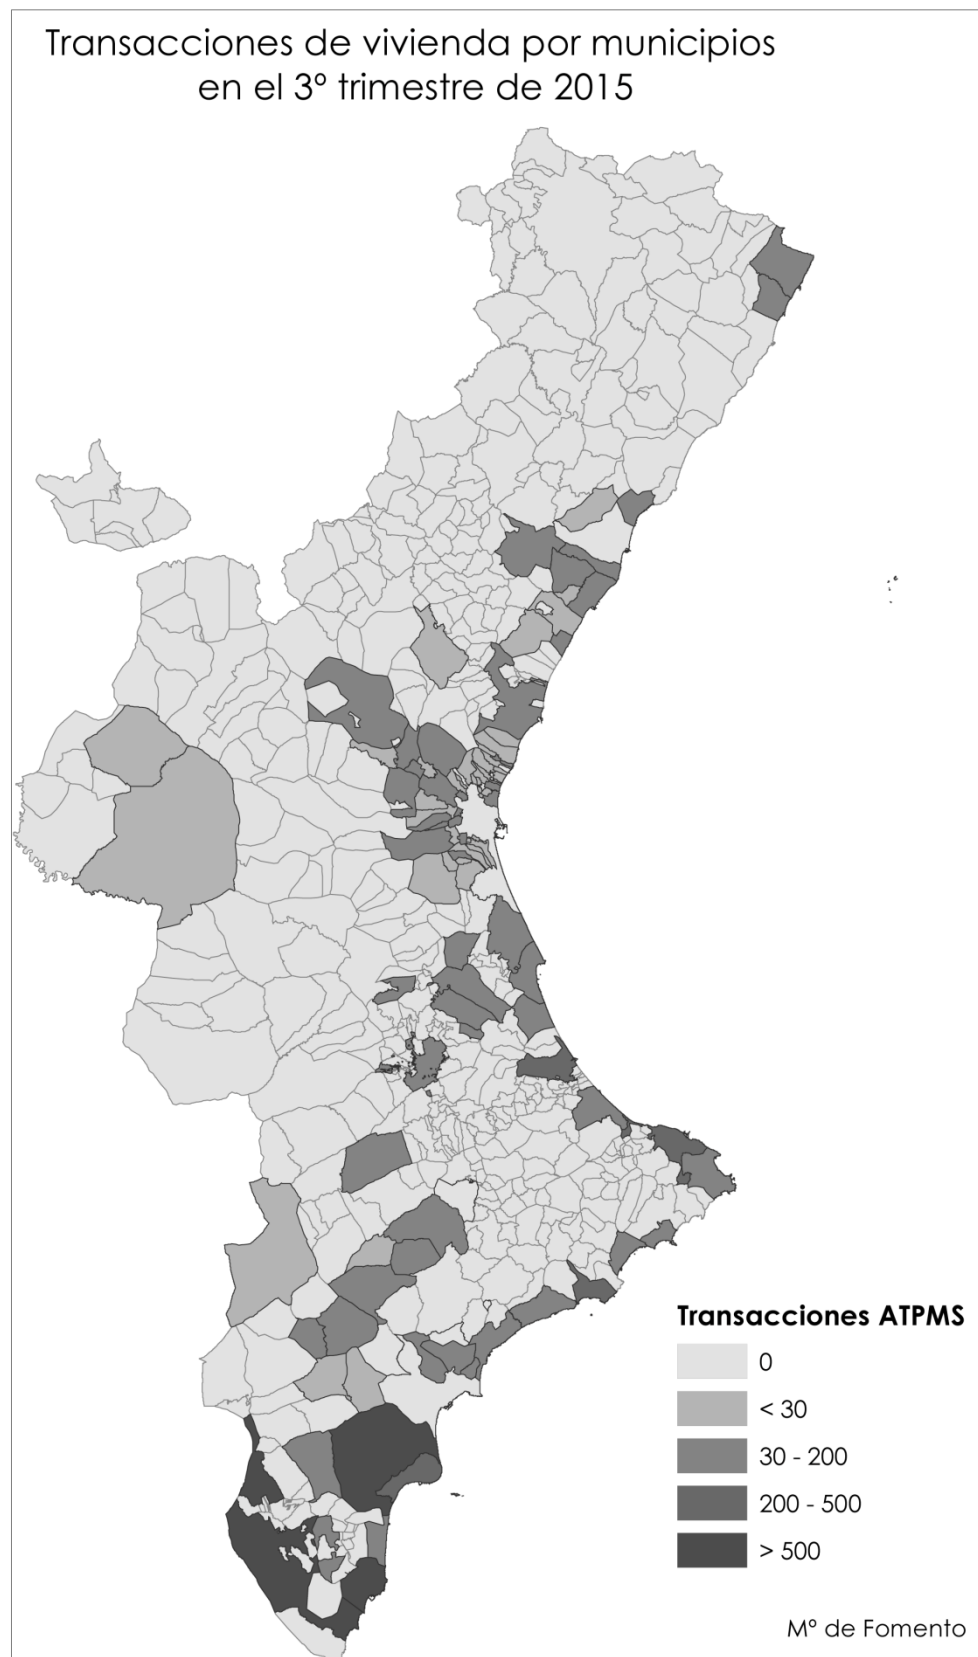 Transacciones de vivienda por municipios
en el 3º trimestre de 2015
Transacciones ATPMS
0
< 30
30 - 200
200 - 500
> 500
Mº de Fomento